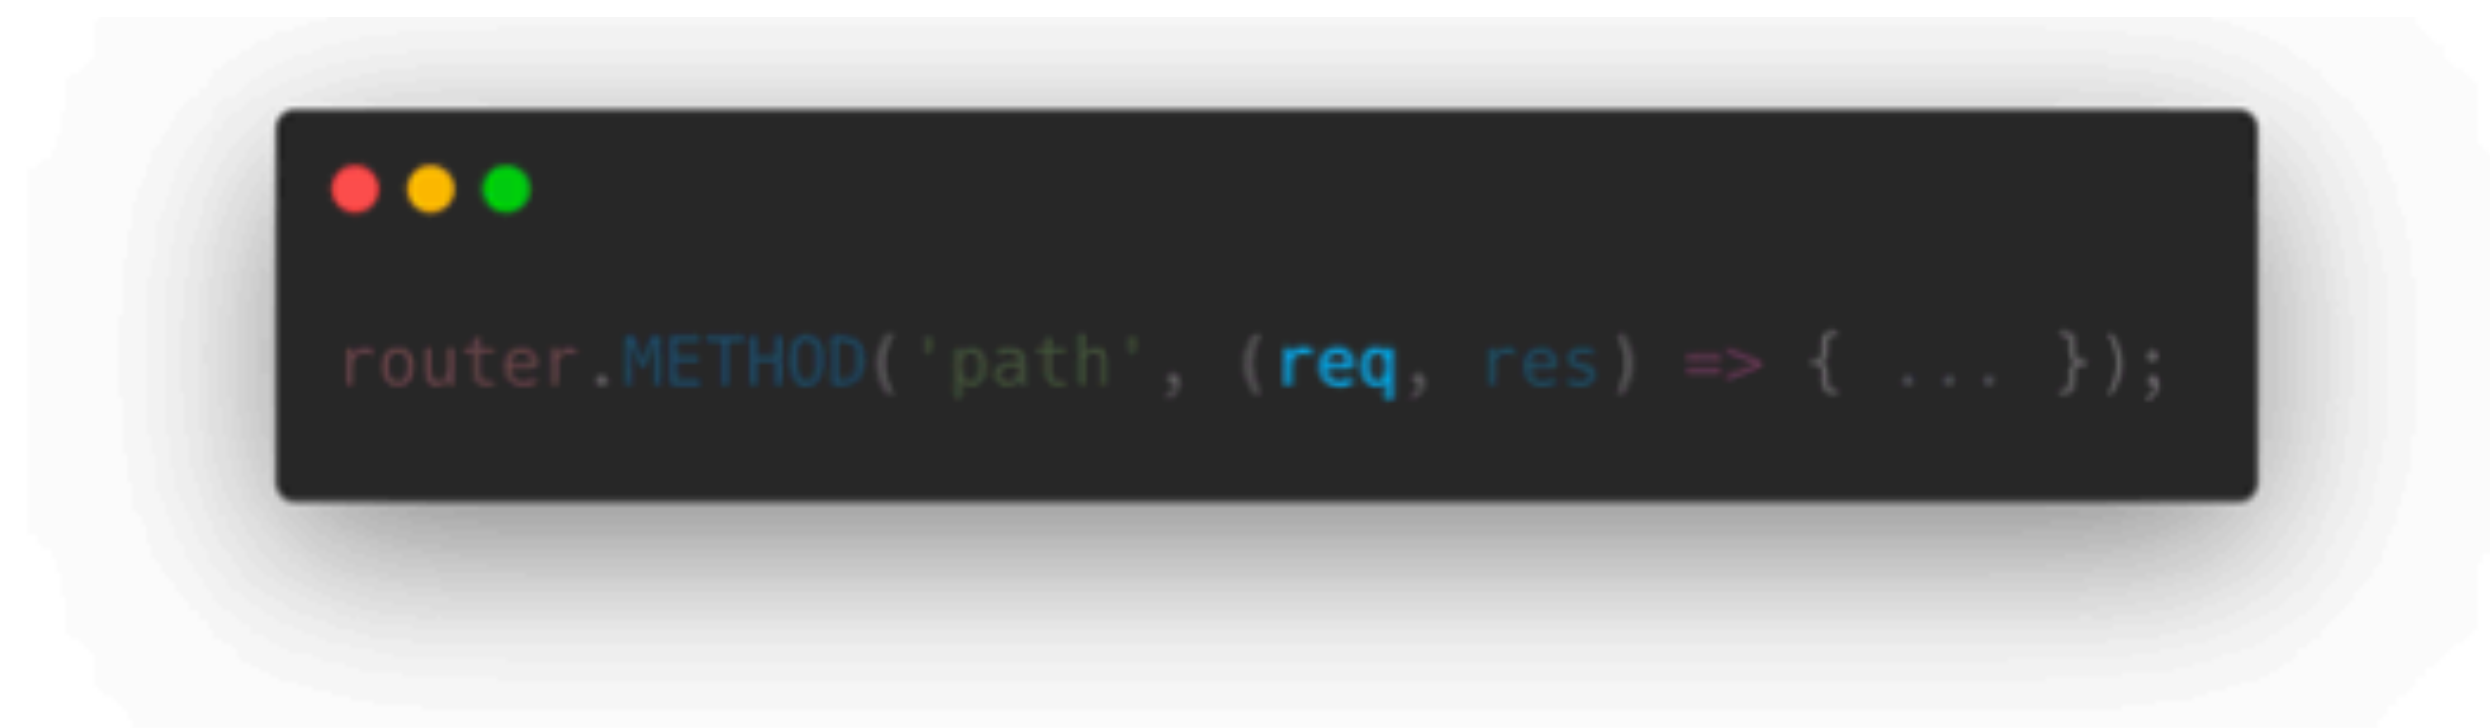 router.METHOD('path', (req, res) => { ... });